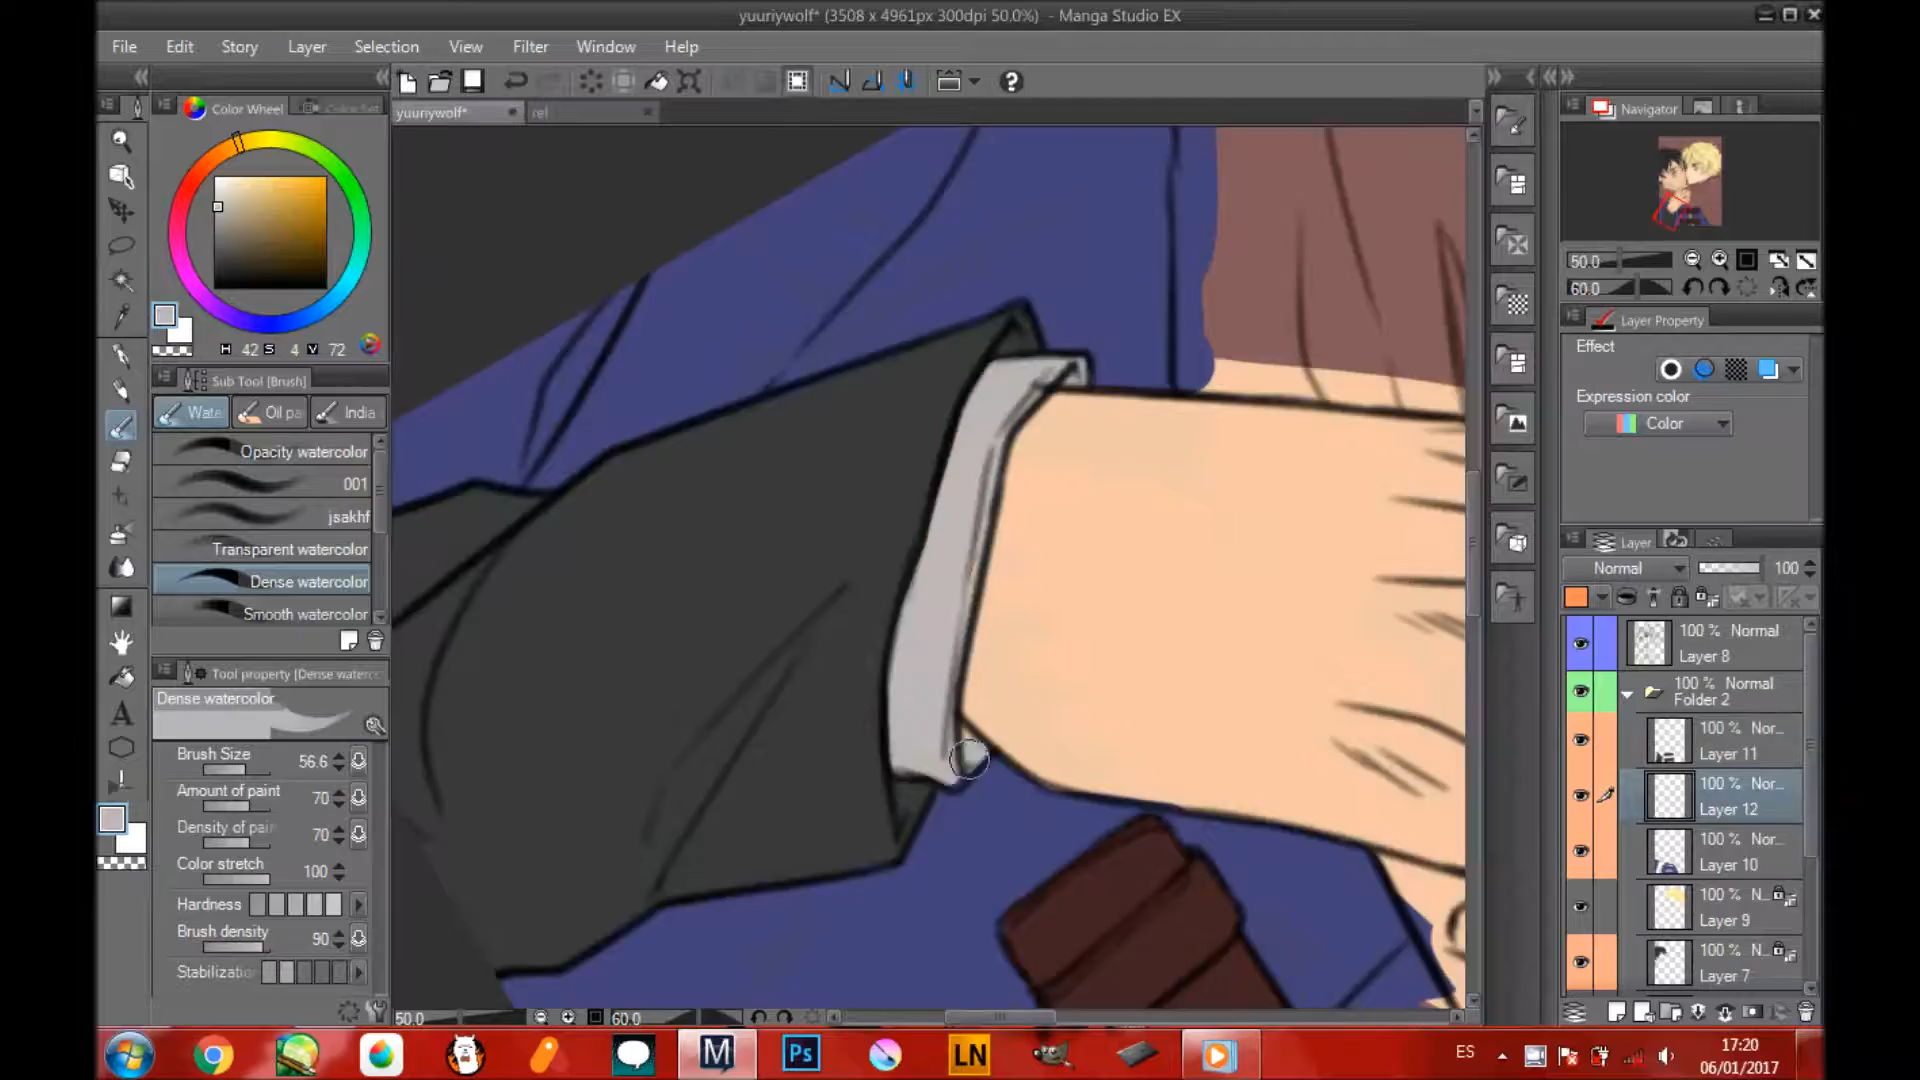 yuuriywolf* (3508 x 4961px 300dpi 50.0%) - Manga Studio EX
File Edit Story Layer Selection View Filter Window Help
Color Wheel Color Set
yuuriywolf* rel
Navigator
H 42 S 4 V 72
50.0
60.0
Sub Tool [Brush]
Wate Oil pa India
Opacity watercolor
001
jsakhf
Transparent watercolor
Dense watercolor
Smooth watercolor
Tool property [Dense waterc
Dense watercolor
Brush Size 56.6
Amount of paint 70
Density of pain 70
Color stretch 100
Hardness
Brush density 90
Stabilizatio
50.0 60.0
Layer Property
Effect
Expression color
Color
Layer
Normal 100
100 % Normal
Layer 8
100 % Normal
Folder 2
100 % Nor...
Layer 11
100 % Nor...
Layer 12
100 % Nor...
Layer 10
100 % N...
Layer 9
100 % N...
Layer 7
M Ps LN
ES
17:20
06/01/2017